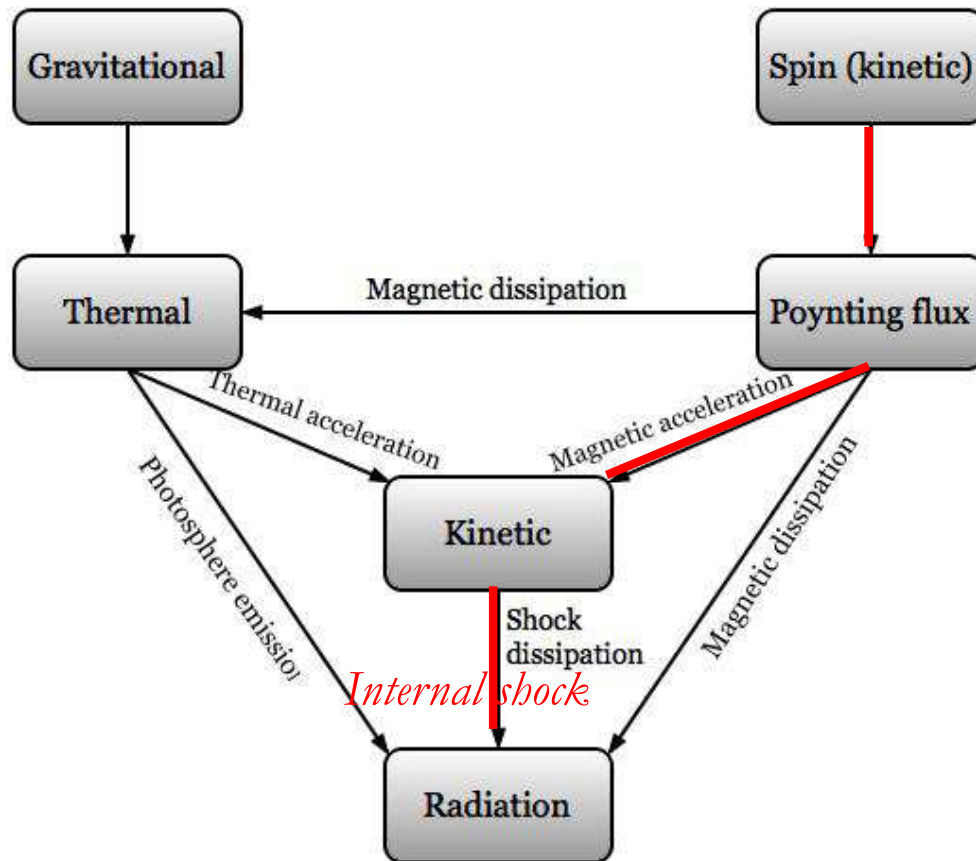 Gravitational
Spin (kinetic)
Magnetic dissipation
Thermal
Poynting flux
Thermal acceleration
Magnetic acceleration
Photosphere emission
Kinetic
Magnetic dissipation
Shock
dissipation
Internal shock
Radiation